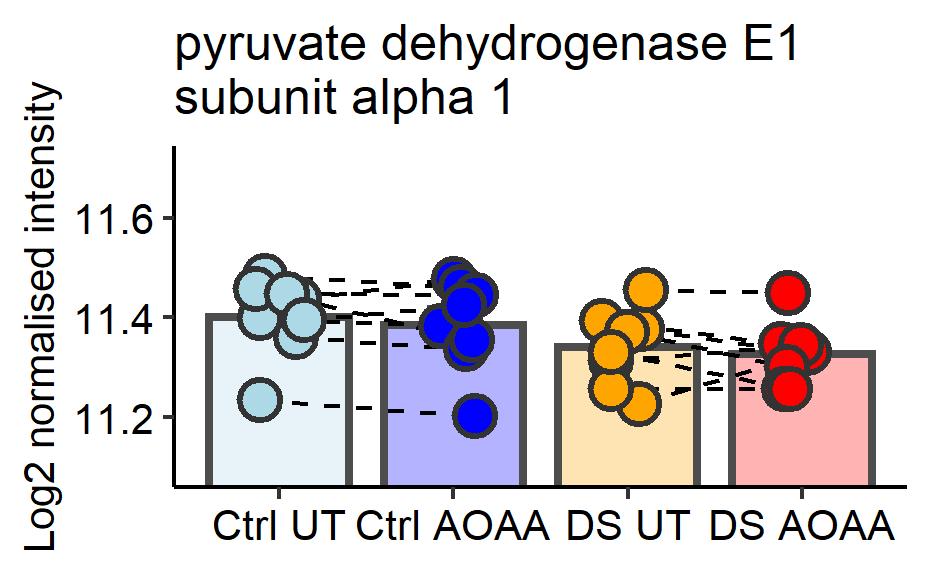 pyruvate dehydrogenase E1
subunit alpha 1
Log2 normalised intensity
11.6
11.4
11.2
Ctrl UT Ctrl AOAA DS UT DS AOAA